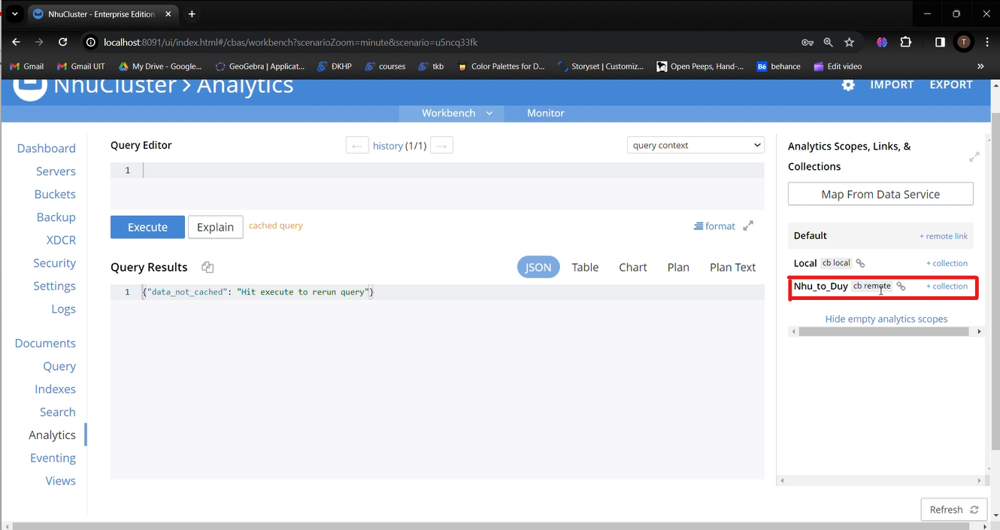 NhuCluster - Enterprise Edition
localhost:8091/ui/index.html#/cbas/workbench?scenarioZoom=minute&scenario=u5ncq33fk
T
Gmail
Gmail UIT
My Drive - Google...
GeoGebra | Applicat...
ĐKHP
courses
tkb
Color Palettes for D...
Storyset | Customiz...
Open Peeps, Hand-...
Bē behance
Edit video
NhuCluster > Analytics
IMPORT
EXPORT
Workbench
Monitor
Dashboard
Servers
Buckets
Backup
XDCR
Security
Settings
Logs
Documents
Query
Indexes
Search
Analytics
Eventing
Views
Query Editor
history (1/1)
query context
1
Execute
Explain
cached query
format
Query Results
JSON
Table
Chart
Plan
Plan Text
1 {"data_not_cached": "Hit execute to rerun query"}
Analytics Scopes, Links, &
Collections
Map From Data Service
Default
+ remote link
Local cb local
+ collection
Nhu_to_Duy cb remote
+ collection
Hide empty analytics scopes
Refresh